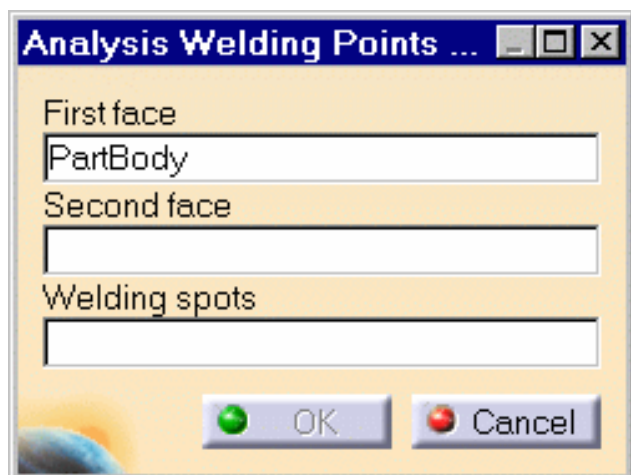 Analysis Welding Points ...
First face
PartBody
Second face
Welding spots
OK
Cancel